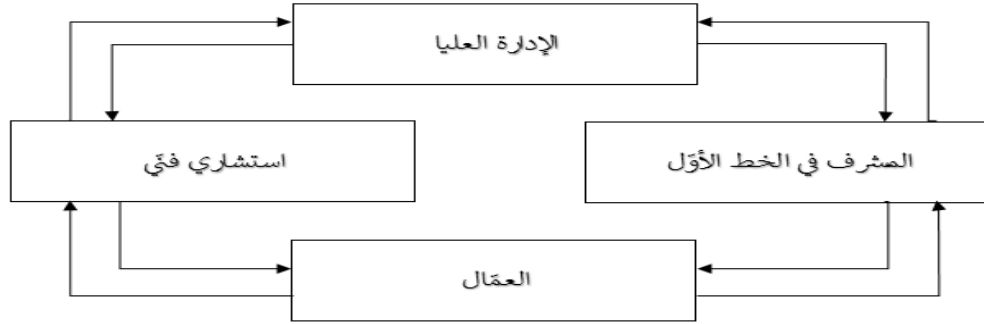 الإدارة العليا
المشرف في الخط الأوّل
استشاري فنّي
العمّال